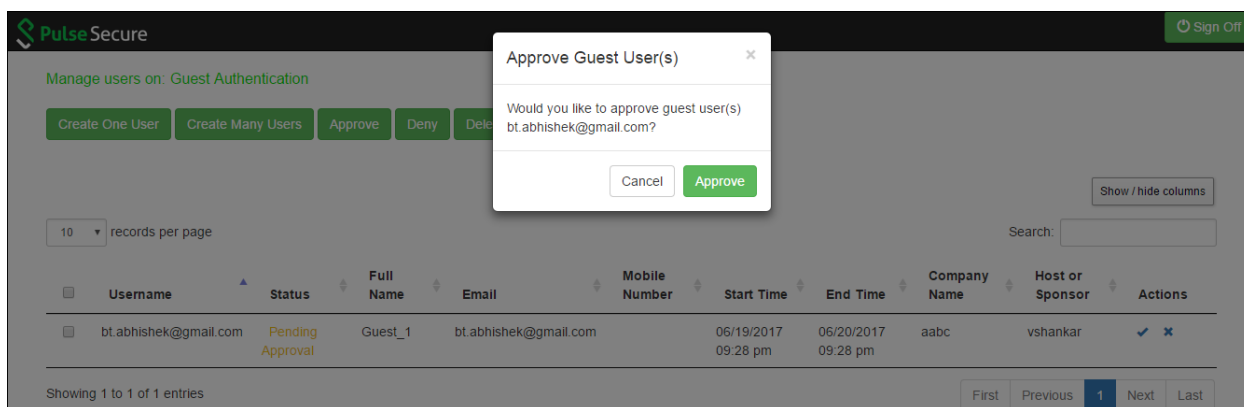 Pulse Secure
Sign Off
Manage users on: Guest Authentication
Create One User
Create Many Users
Approve
Deny
Dele
Approve Guest User(s)
×
Would you like to approve guest user(s)
bt.abhishek@gmail.com?
Cancel
Approve
Show / hide columns
10 records per page
Search:
Username
Status
Full
Name
Email
Mobile
Number
Start Time
End Time
Company
Name
Host or
Sponsor
Actions
bt.abhishek@gmail.com
Pending
Approval
Guest_1
bt.abhishek@gmail.com
06/19/2017
09:28 pm
06/20/2017
09:28 pm
aabc
vshankar
Showing 1 to 1 of 1 entries
First
Previous
1
Next
Last